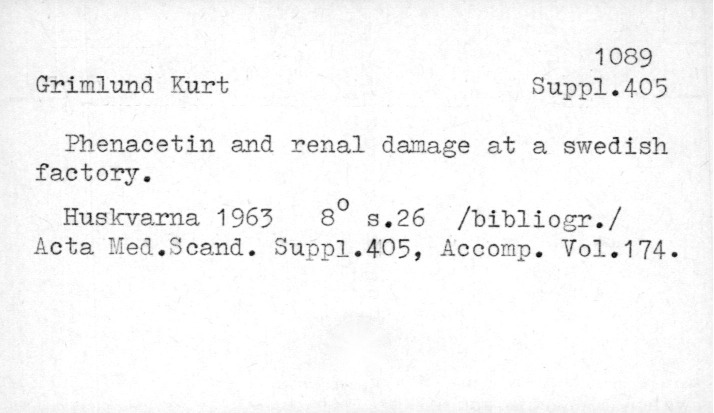 1089
Grimlund Kurt Suppl.405
Phenacetin and renal damage at a swedish
factory.
Huskvarna 1963 8° s.26 /bibliogr./
Acta Med.Scand. Suppl.405, Accomp. Vol.174.